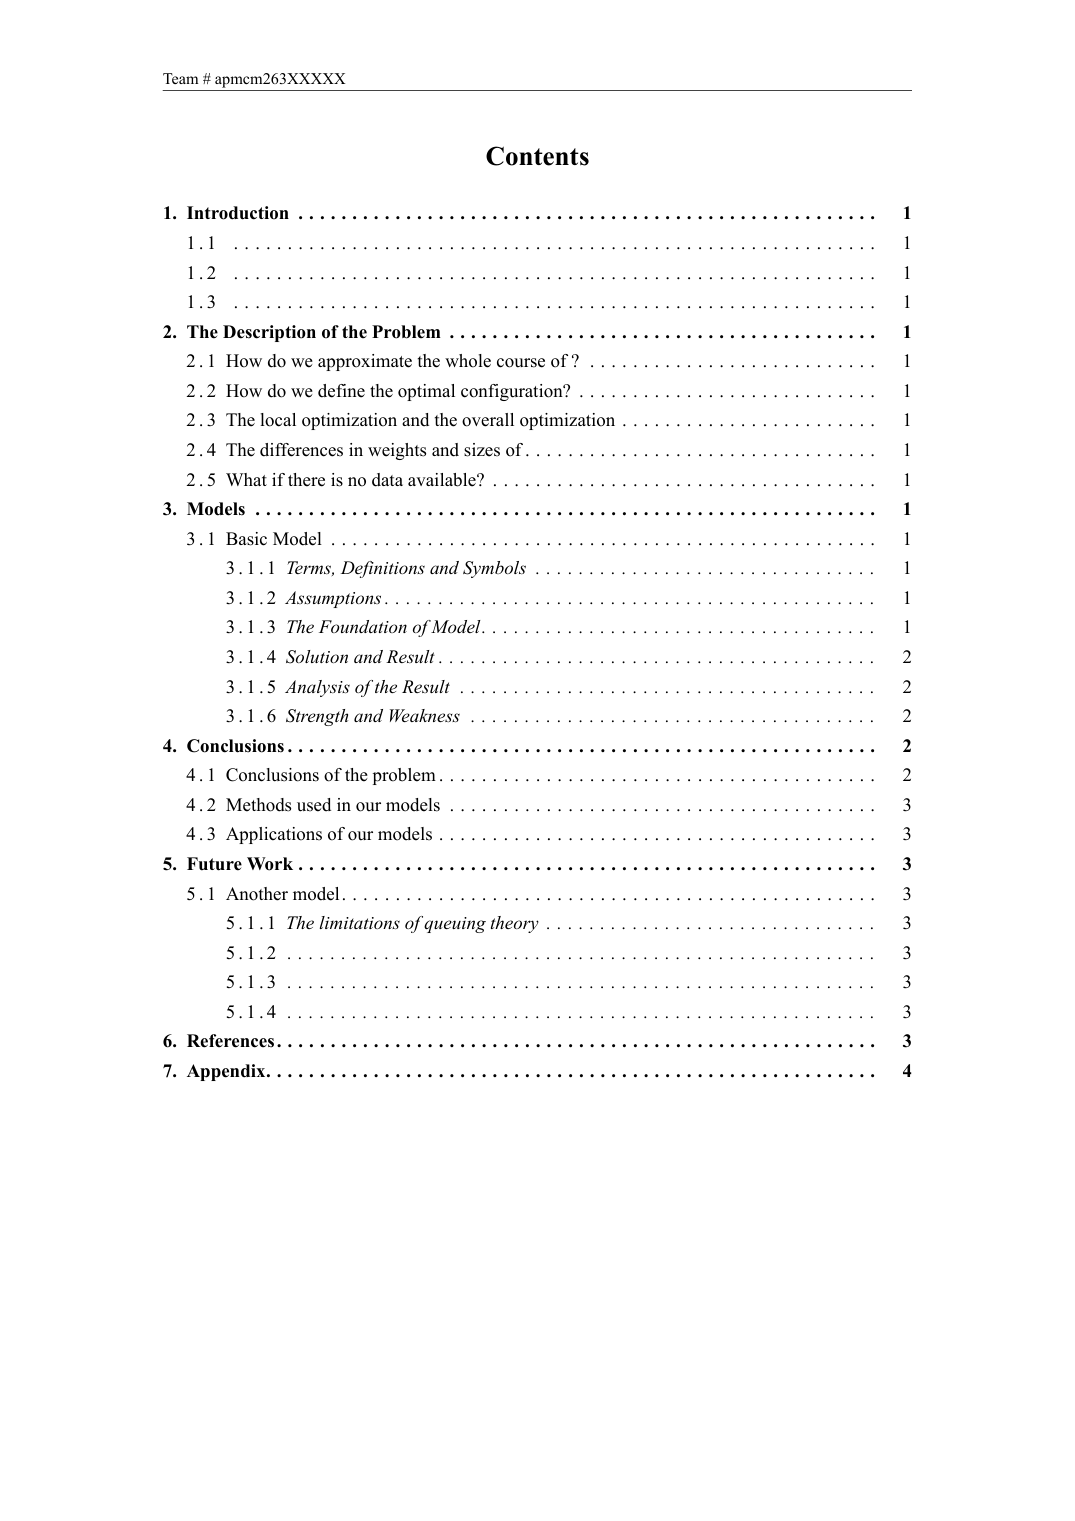 Team # apmcm263XXXXX
Contents
1. Introduction . . . . . . . . . . . . . . . . . . . . . . . . . . . . . . . . . . . . . . . . . . . . . . . . . . . . . . 1
1.1 . . . . . . . . . . . . . . . . . . . . . . . . . . . . . . . . . . . . . . . . . . . . . . . . . . . . . . . . . . . . 1
1.2 . . . . . . . . . . . . . . . . . . . . . . . . . . . . . . . . . . . . . . . . . . . . . . . . . . . . . . . . . . . . 1
1.3 . . . . . . . . . . . . . . . . . . . . . . . . . . . . . . . . . . . . . . . . . . . . . . . . . . . . . . . . . . . . 1
2. The Description of the Problem . . . . . . . . . . . . . . . . . . . . . . . . . . . . . . . . . . . . . . . . 1
2.1 How do we approximate the whole course of ? . . . . . . . . . . . . . . . . . . . . . . . . . . . 1
2.2 How do we define the optimal configuration? . . . . . . . . . . . . . . . . . . . . . . . . . . . . 1
2.3 The local optimization and the overall optimization . . . . . . . . . . . . . . . . . . . . . . . . 1
2.4 The differences in weights and sizes of . . . . . . . . . . . . . . . . . . . . . . . . . . . . . . . . . 1
2.5 What if there is no data available? . . . . . . . . . . . . . . . . . . . . . . . . . . . . . . . . . . . . 1
3. Models . . . . . . . . . . . . . . . . . . . . . . . . . . . . . . . . . . . . . . . . . . . . . . . . . . . . . . . . . . 1
3.1 Basic Model . . . . . . . . . . . . . . . . . . . . . . . . . . . . . . . . . . . . . . . . . . . . . . . . . . . 1
3.1.1 Terms, Definitions and Symbols . . . . . . . . . . . . . . . . . . . . . . . . . . . . . . . . 1
3.1.2 Assumptions . . . . . . . . . . . . . . . . . . . . . . . . . . . . . . . . . . . . . . . . . . . . . . 1
3.1.3 The Foundation of Model . . . . . . . . . . . . . . . . . . . . . . . . . . . . . . . . . . . . . 1
3.1.4 Solution and Result . . . . . . . . . . . . . . . . . . . . . . . . . . . . . . . . . . . . . . . . . 2
3.1.5 Analysis of the Result . . . . . . . . . . . . . . . . . . . . . . . . . . . . . . . . . . . . . . . 2
3.1.6 Strength and Weakness . . . . . . . . . . . . . . . . . . . . . . . . . . . . . . . . . . . . . . 2
4. Conclusions . . . . . . . . . . . . . . . . . . . . . . . . . . . . . . . . . . . . . . . . . . . . . . . . . . . . . . . 2
4.1 Conclusions of the problem . . . . . . . . . . . . . . . . . . . . . . . . . . . . . . . . . . . . . . . . . 2
4.2 Methods used in our models . . . . . . . . . . . . . . . . . . . . . . . . . . . . . . . . . . . . . . . . 3
4.3 Applications of our models . . . . . . . . . . . . . . . . . . . . . . . . . . . . . . . . . . . . . . . . . 3
5. Future Work . . . . . . . . . . . . . . . . . . . . . . . . . . . . . . . . . . . . . . . . . . . . . . . . . . . . . . 3
5.1 Another model . . . . . . . . . . . . . . . . . . . . . . . . . . . . . . . . . . . . . . . . . . . . . . . . . . 3
5.1.1 The limitations of queuing theory . . . . . . . . . . . . . . . . . . . . . . . . . . . . . . . 3
5.1.2 . . . . . . . . . . . . . . . . . . . . . . . . . . . . . . . . . . . . . . . . . . . . . . . . . . . . . . . 3
5.1.3 . . . . . . . . . . . . . . . . . . . . . . . . . . . . . . . . . . . . . . . . . . . . . . . . . . . . . . . 3
5.1.4 . . . . . . . . . . . . . . . . . . . . . . . . . . . . . . . . . . . . . . . . . . . . . . . . . . . . . . . 3
6. References . . . . . . . . . . . . . . . . . . . . . . . . . . . . . . . . . . . . . . . . . . . . . . . . . . . . . . . . 3
7. Appendix . . . . . . . . . . . . . . . . . . . . . . . . . . . . . . . . . . . . . . . . . . . . . . . . . . . . . . . . . 4